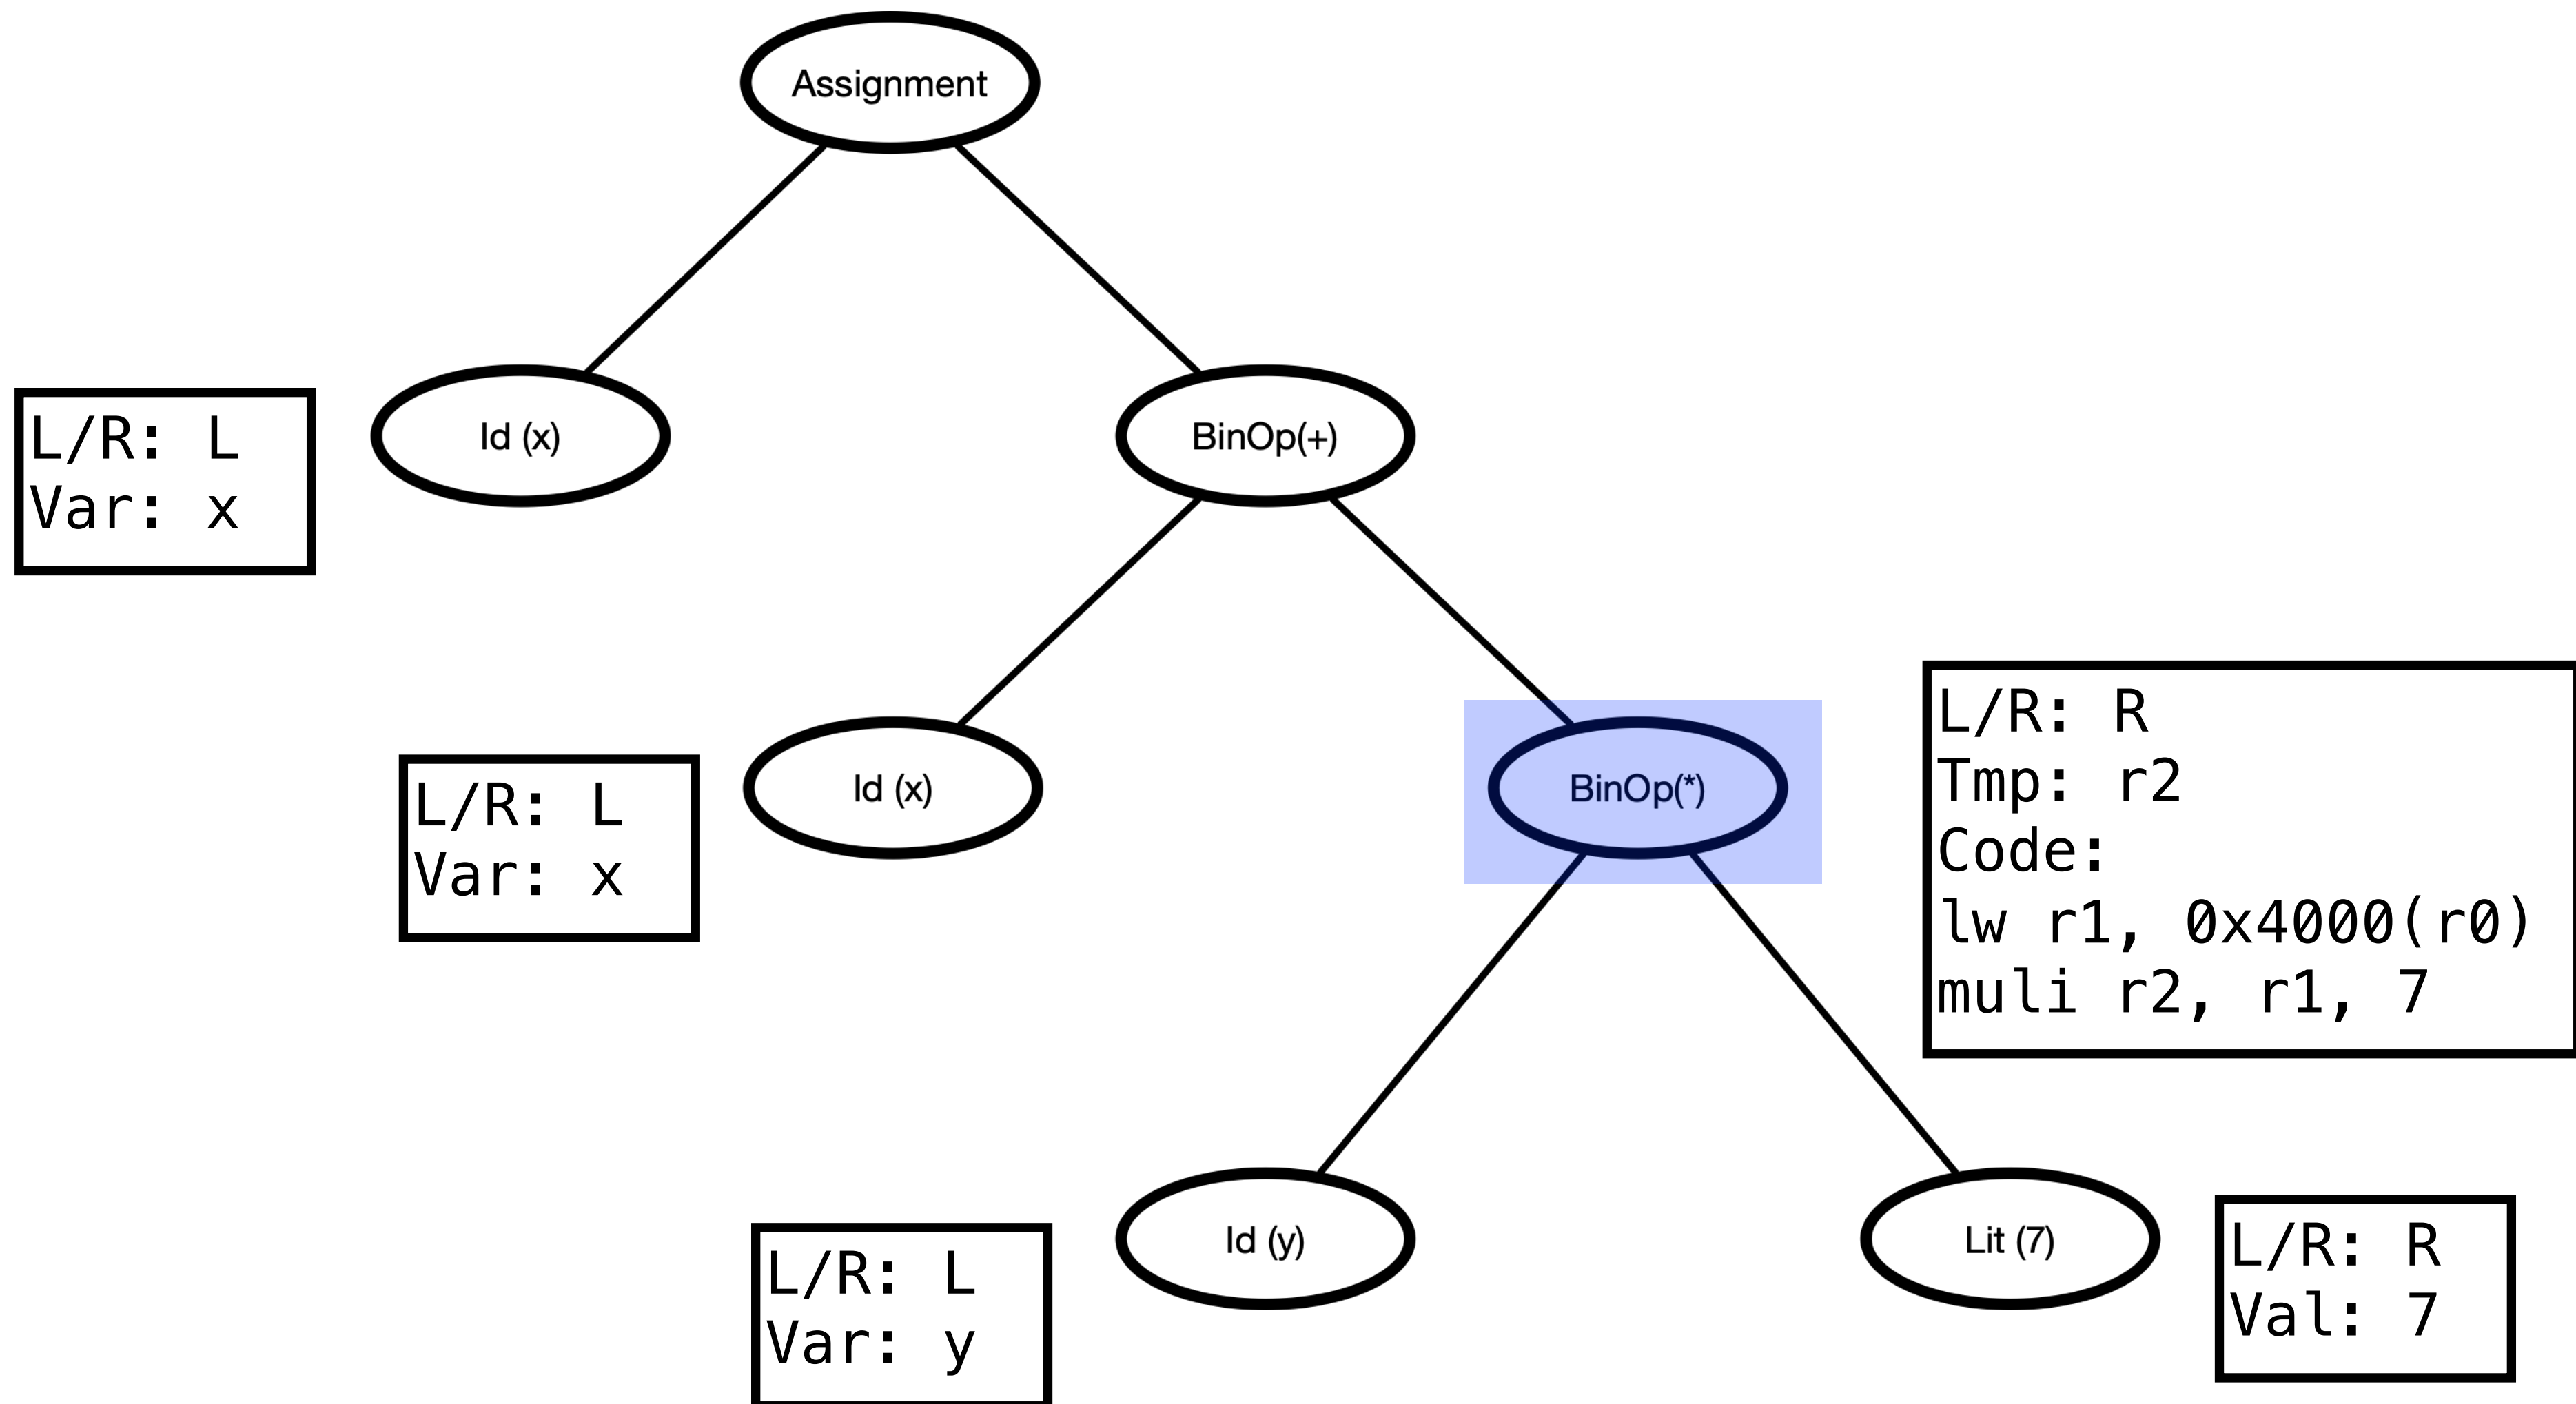 Assignment
L/R: L
Var: x
Id (x)
BinOp(+)
L/R: L
Var: x
Id (x)
BinOp(*)
L/R: R
Tmp: r2
Code:
lw r1, 0x4000(r0)
muli r2, r1, 7
L/R: L
Var: y
Id (y)
Lit (7)
L/R: R
Val: 7